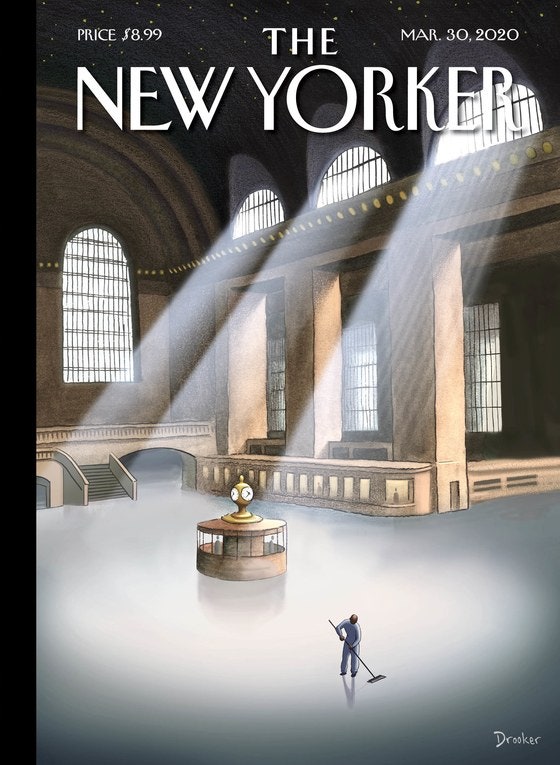 PRICE $8.99
THE
MAR. 30, 2020
NEW YORKER
Drooker